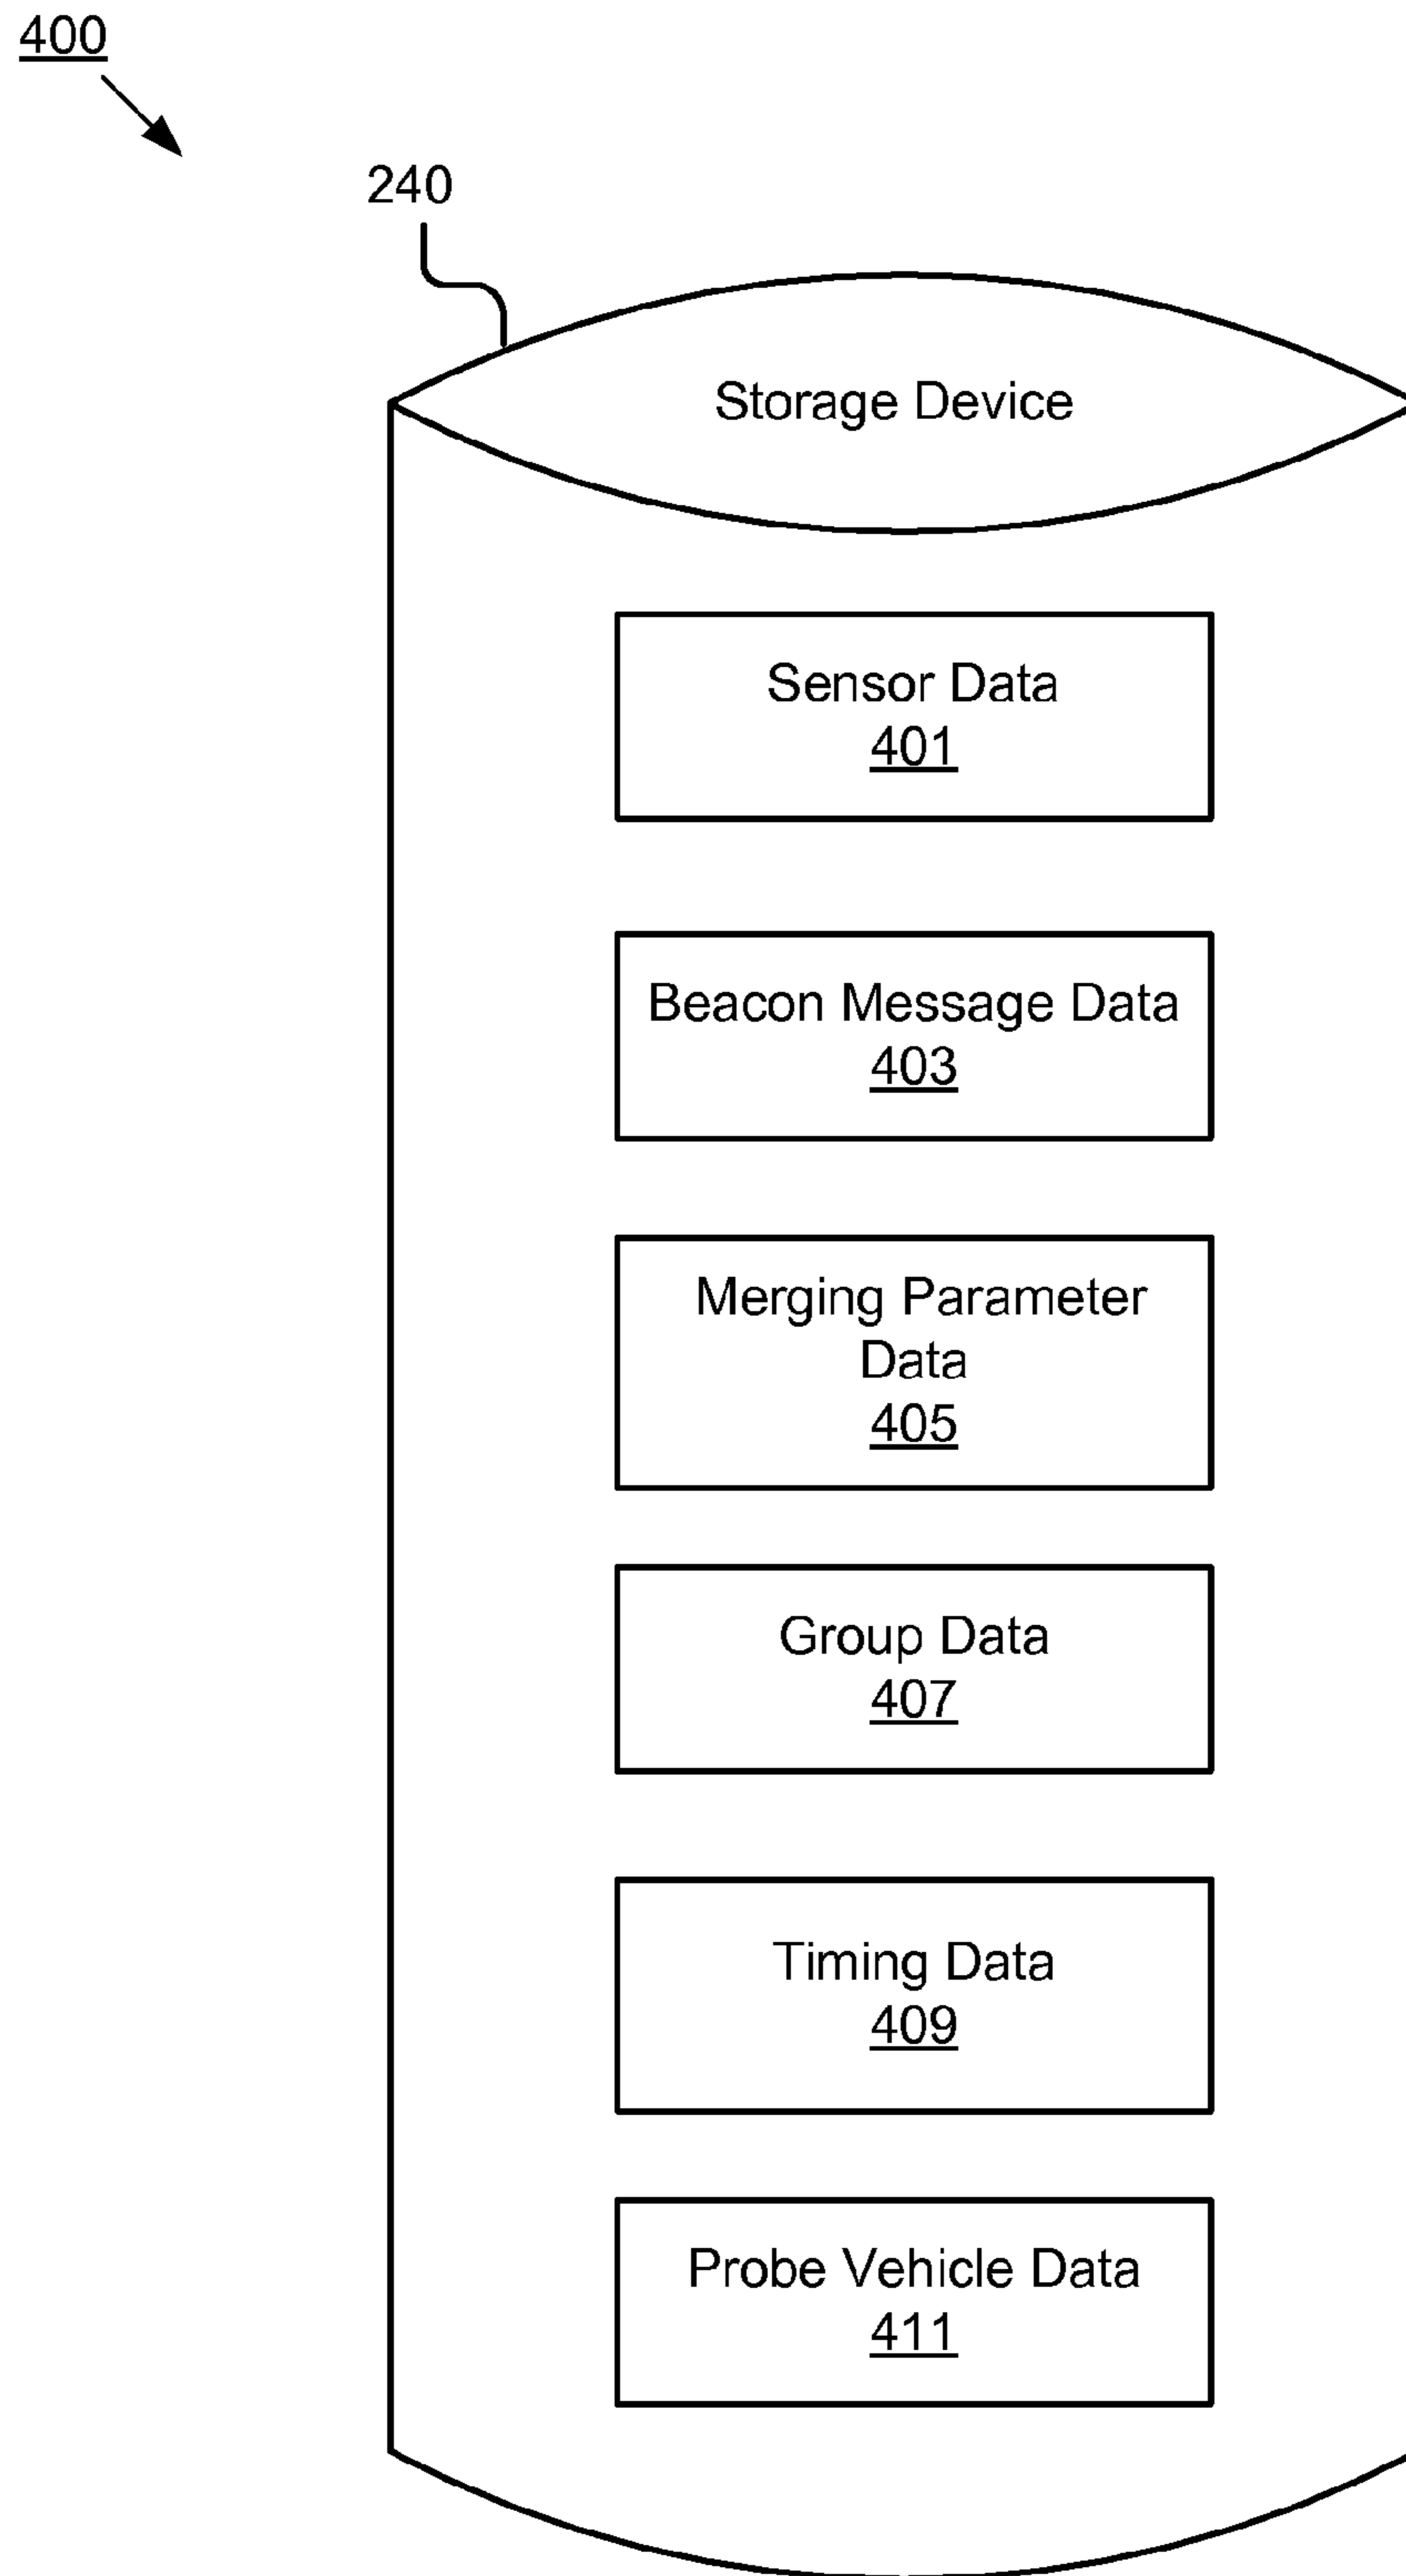 400
240
Storage Device
Sensor Data
401
Beacon Message Data
403
Merging Parameter
Data
405
Group Data
407
Timing Data
409
Probe Vehicle Data
411